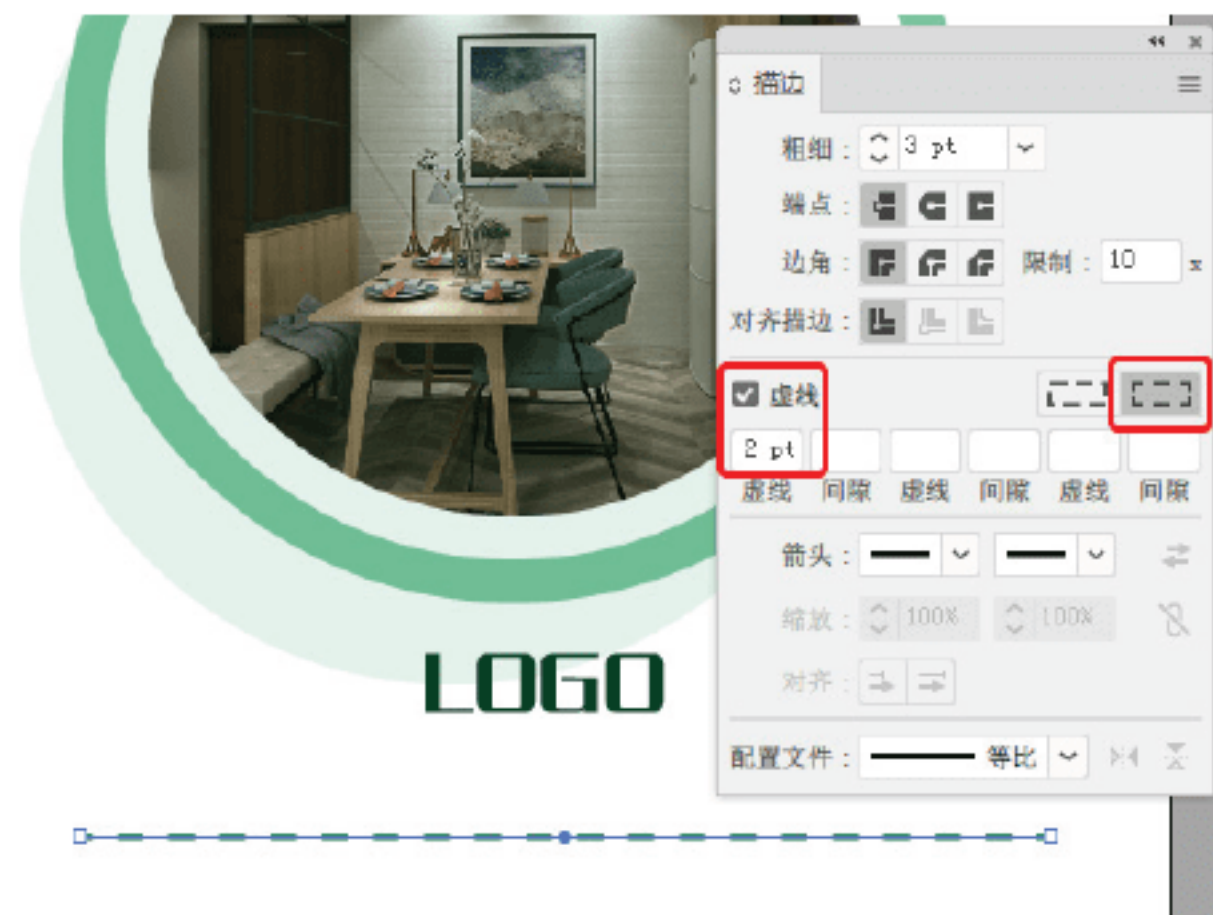 描边
粗细： 3 pt
端点：
边角： 限制： 10 x
对齐描边：
虚线
2 pt
虚线 间隙 虚线 间隙 虚线 间隙
箭头：
缩放： 100% 100%
对齐：
LOGO
配置文件： 等比